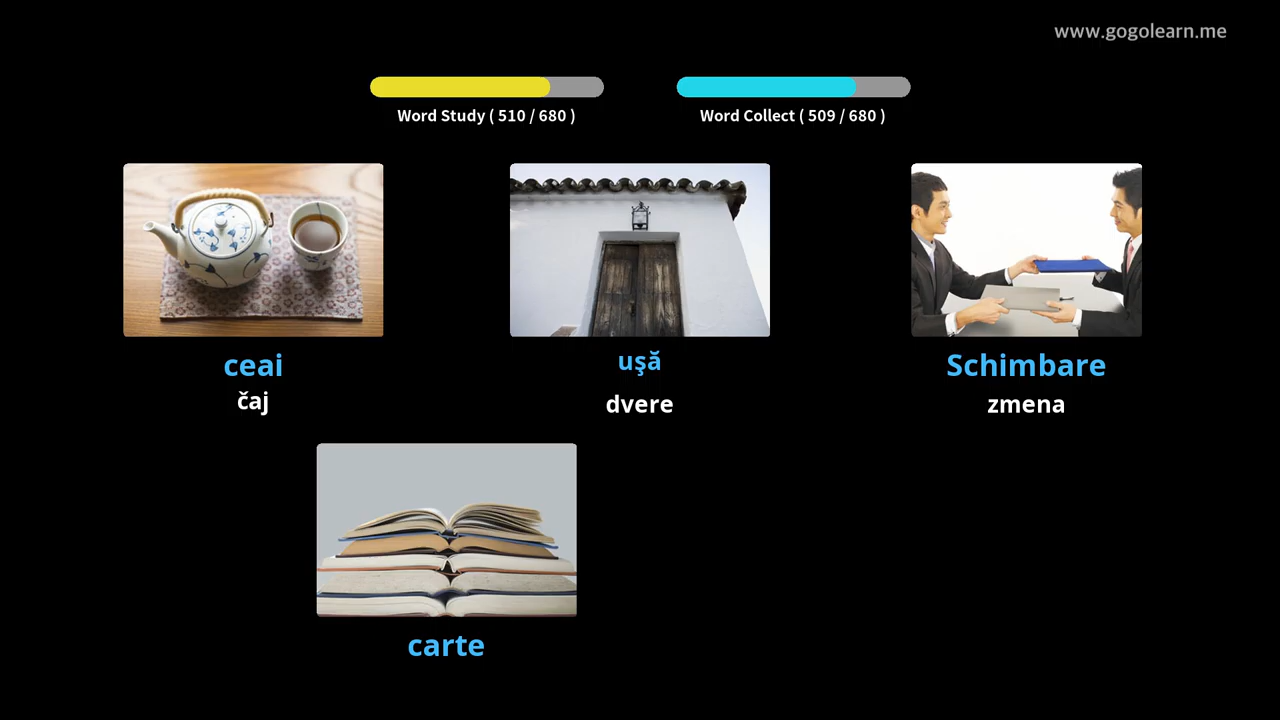 www.gogolearn.me
Word Study ( 510 / 680 )
Word Collect ( 509 / 680 )
ceai
čaj
uşă
dvere
Schimbare
zmena
carte